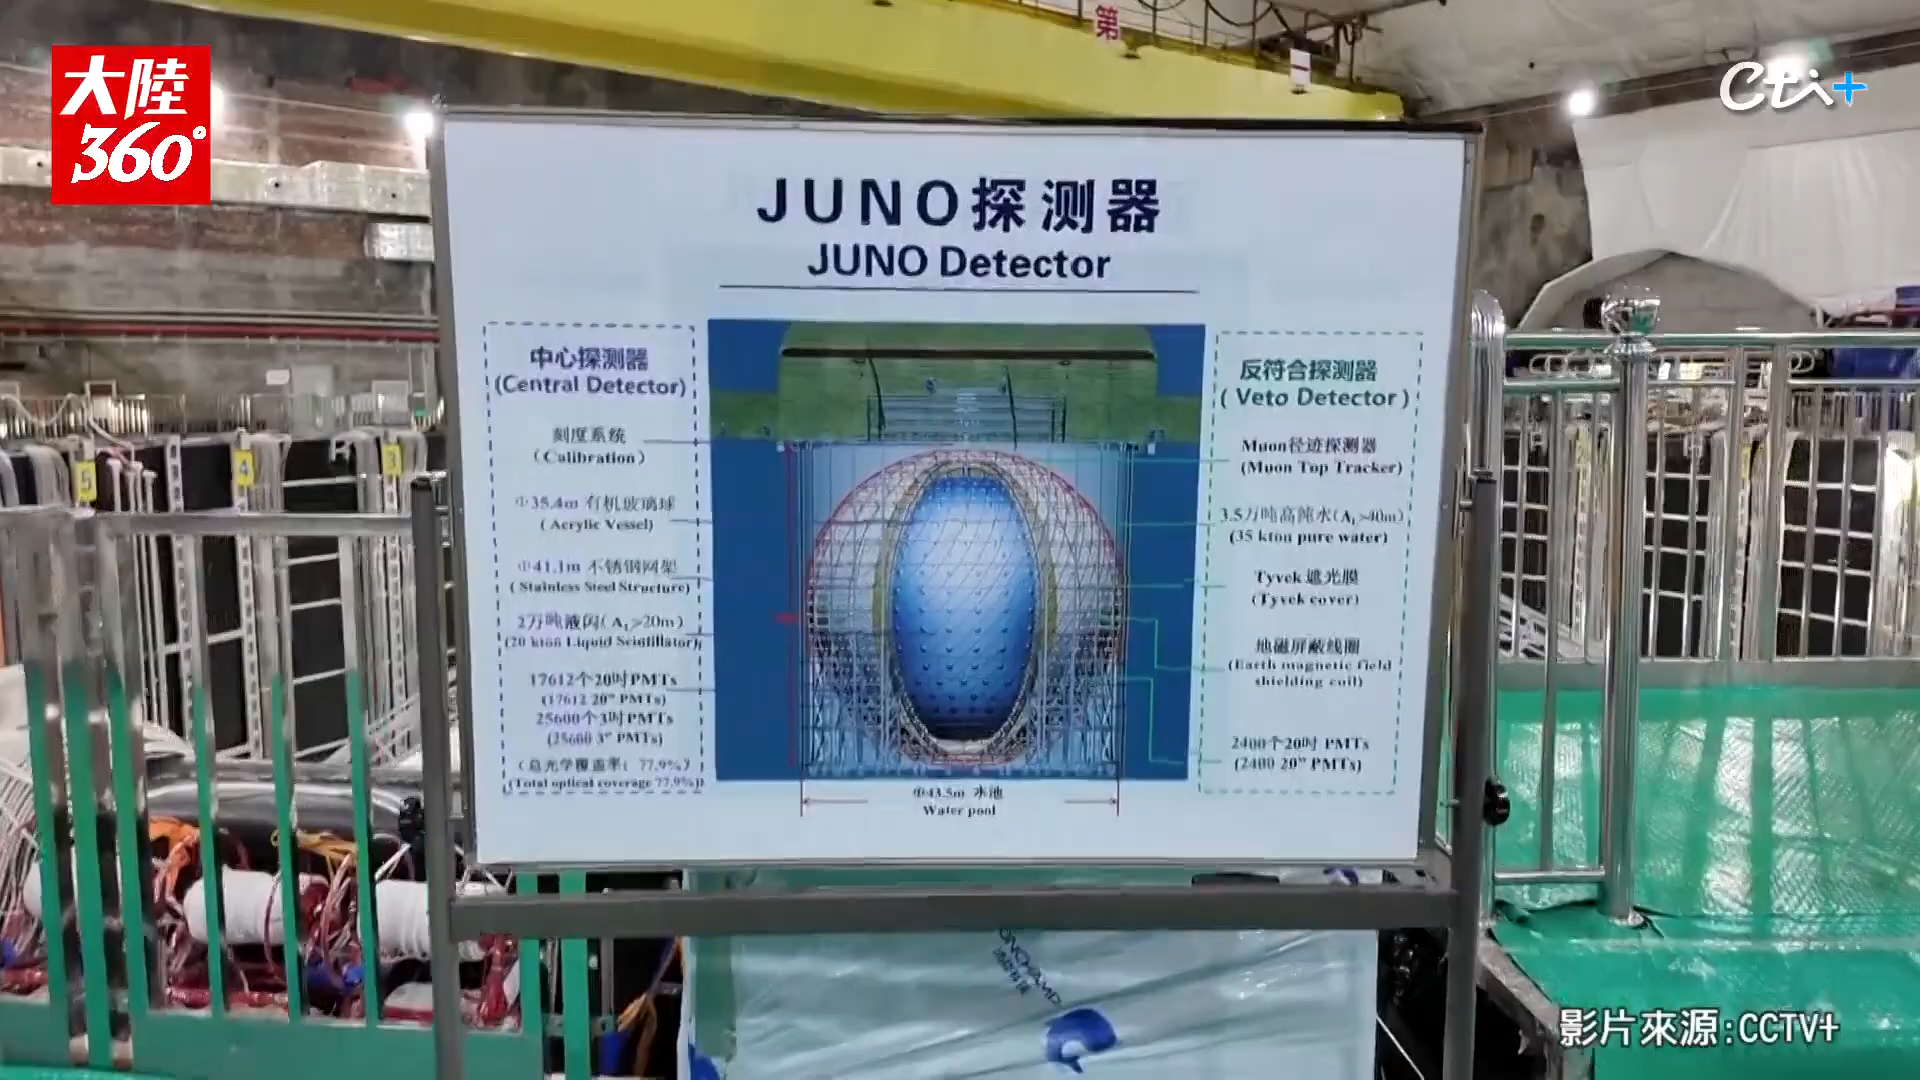 大陸
360°
第
Cti+
JUNO探测器
JUNO Detector
中心探测器
(Central Detector)
刻度系统
(Calibration)
Φ35.4m 有机玻璃球
(Acrylic Vessel)
Φ41.1m 不锈钢网架
(Stainless Steel Structure)
2万吨液闪(A_L>20m)
(20 kton Liquid Scintillator)
17612个20吋PMTs
(17612 20" PMTs)
25600个3吋PMTs
(25600 3" PMTs)
(总光学覆盖率: 77.9%)
(Total optical coverage 77.9%)
反符合探测器
( Veto Detector )
Muon径迹探测器
(Muon Top Tracker)
3.5万吨高纯水(A_L>40m)
(35 kton pure water)
Tyvek 遮光膜
(Tyvek cover)
地磁屏蔽线圈
(Earth magnetic field
shielding coil)
2400个20吋 PMTs
(2400 20" PMTs)
Φ43.5m 水池
Water pool
5
4
3
影片來源:CCTV+